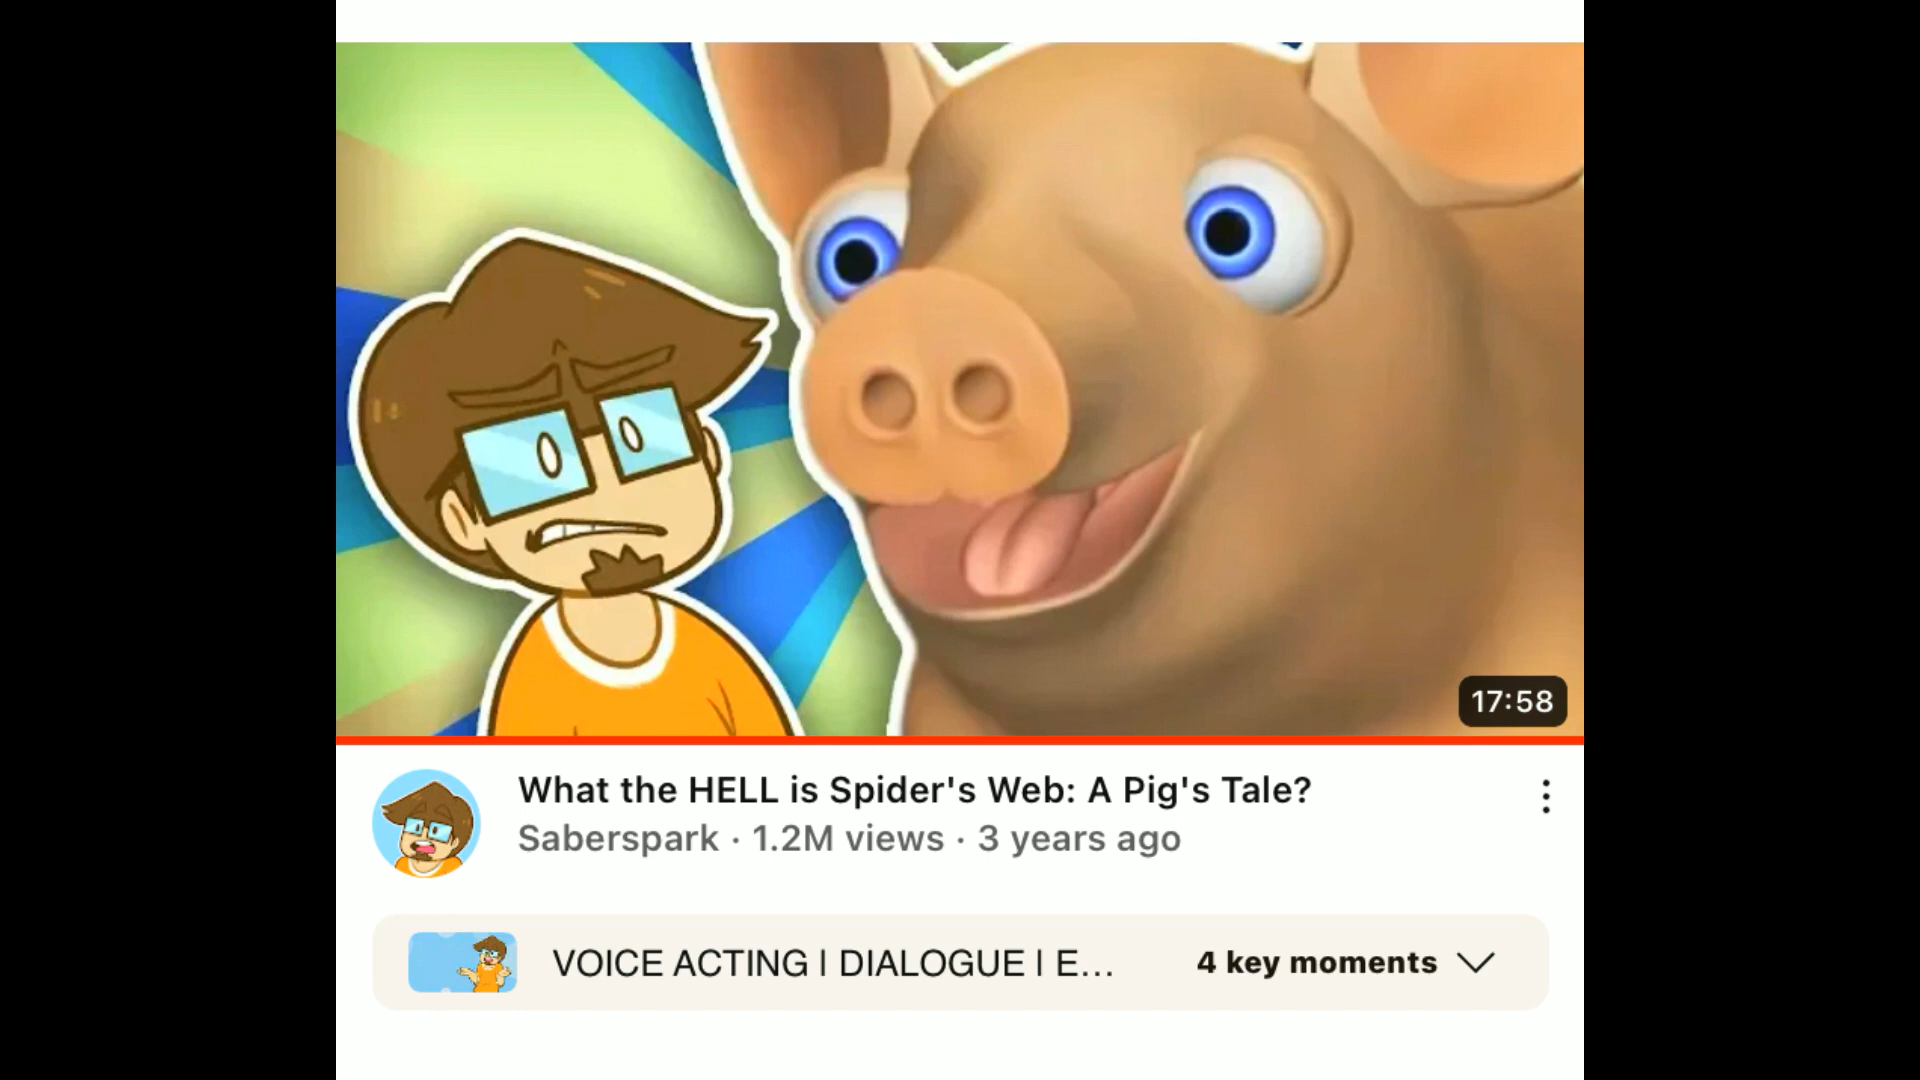 17:58
What the HELL is Spider's Web: A Pig's Tale?
Saberspark · 1.2M views · 3 years ago
VOICE ACTING | DIALOGUE | E... 4 key moments